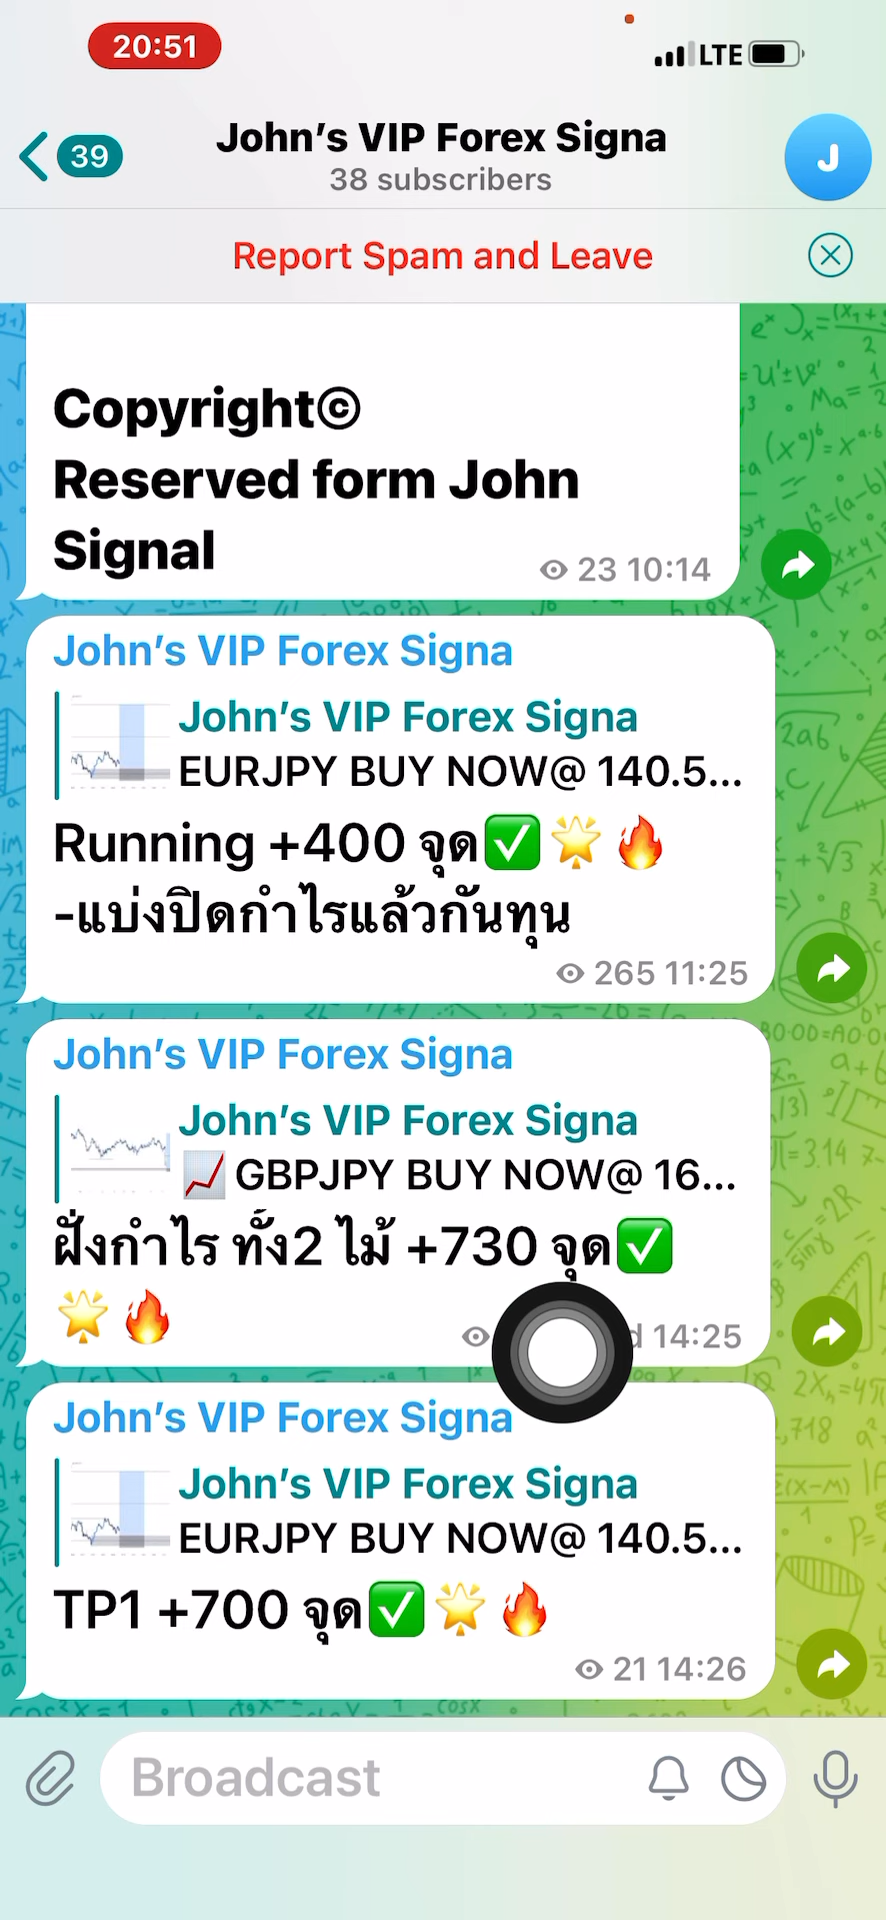 20:51
LTE
39
John's VIP Forex Signa
38 subscribers
J
Report Spam and Leave
Copyright©
Reserved form John
Signal
23 10:14
John's VIP Forex Signa
John's VIP Forex Signa
EURJPY BUY NOW@ 140.5...
Running +400 จุด✅🌟🔥
-แบ่งปิดกำไรแล้วกันทุน
265 11:25
John's VIP Forex Signa
John's VIP Forex Signa
📈 GBPJPY BUY NOW@ 16...
ฝั่งกำไร ทั้ง2 ไม้ +730 จุด✅
🌟🔥
14:25
John's VIP Forex Signa
John's VIP Forex Signa
EURJPY BUY NOW@ 140.5...
TP1 +700 จุด✅🌟🔥
21 14:26
Broadcast